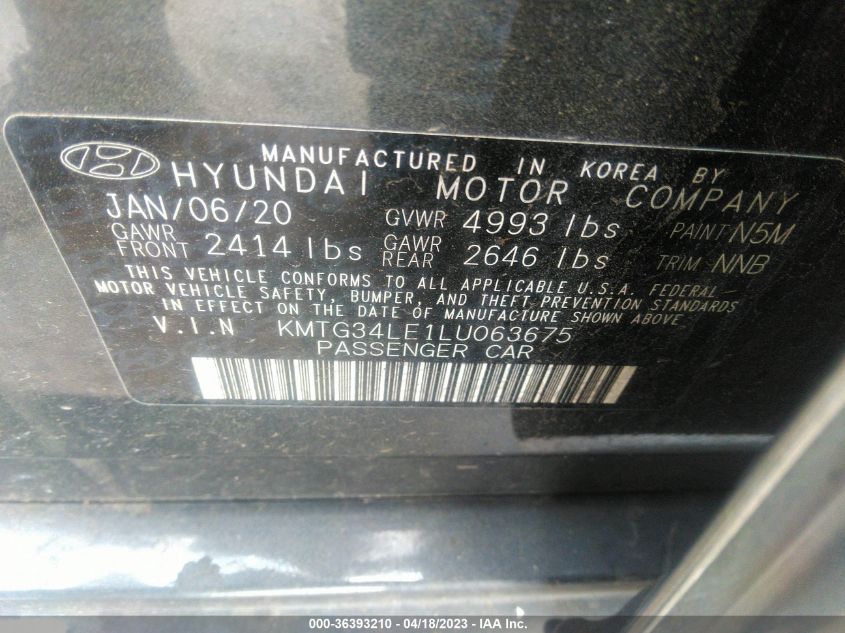 MANUFACTURED IN KOREA BY
HYUNDAI MOTOR COMPANY
JAN/06/20 GVWR 4993 lbs PAINT N5M
GAWR FRONT 2414 lbs GAWR REAR 2646 lbs TRIM NNB
THIS VEHICLE CONFORMS TO ALL APPLICABLE U.S.A. FEDERAL
MOTOR VEHICLE SAFETY, BUMPER, AND THEFT PREVENTION STANDARDS
IN EFFECT ON THE DATE OF MANUFACTURE SHOWN ABOVE
V.I.N KMTG34LE1LU063675
PASSENGER CAR
000-36393210 - 04/18/2023 - IAA Inc.